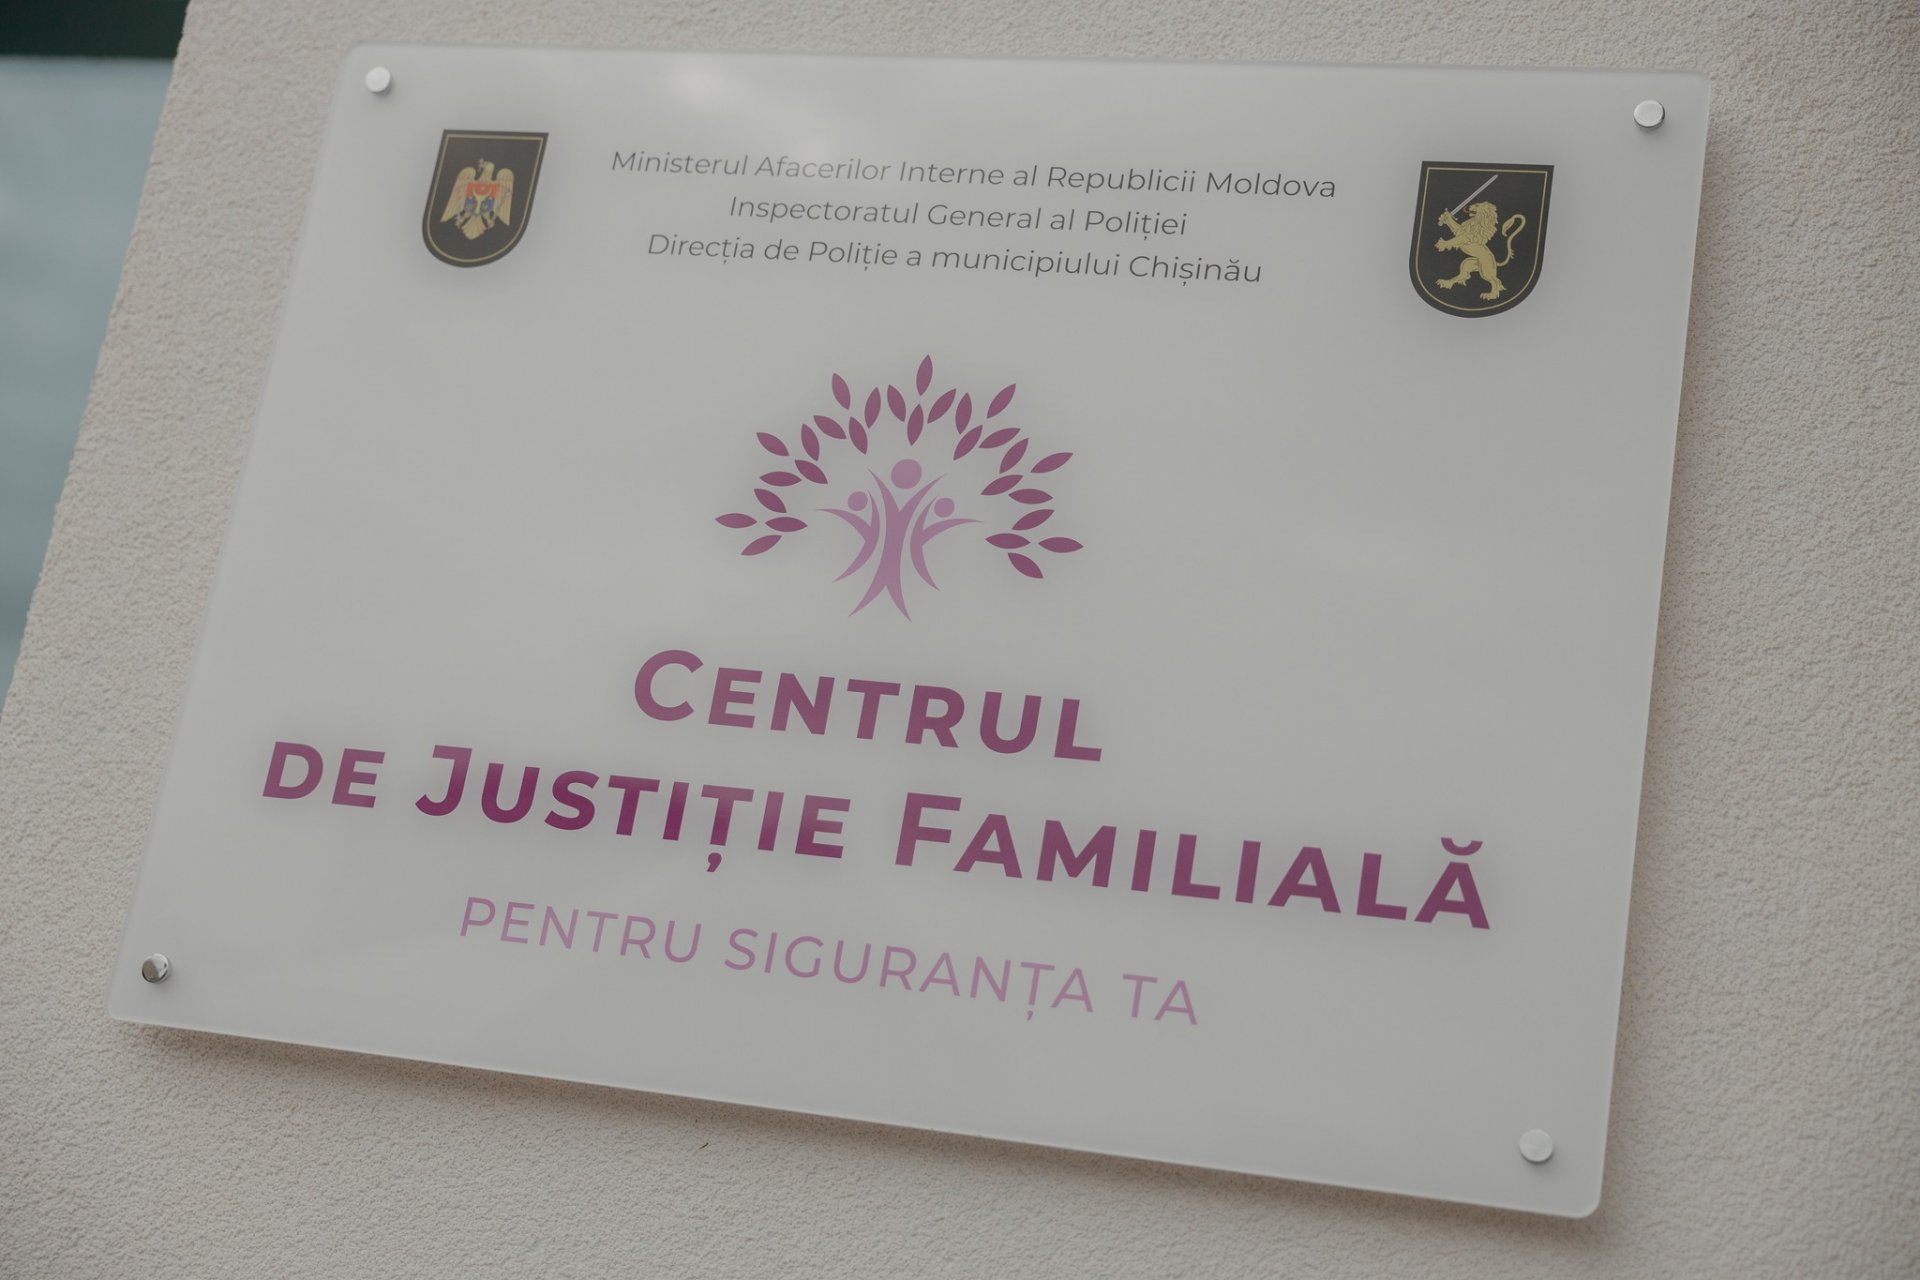 Ministerul Afacerilor Interne al Republicii Moldova
Inspectoratul General al Poliției
Direcția de Poliție a municipiului Chișinău
CENTRUL
DE JUSTIȚIE FAMILIALĂ
PENTRU SIGURANȚA TA